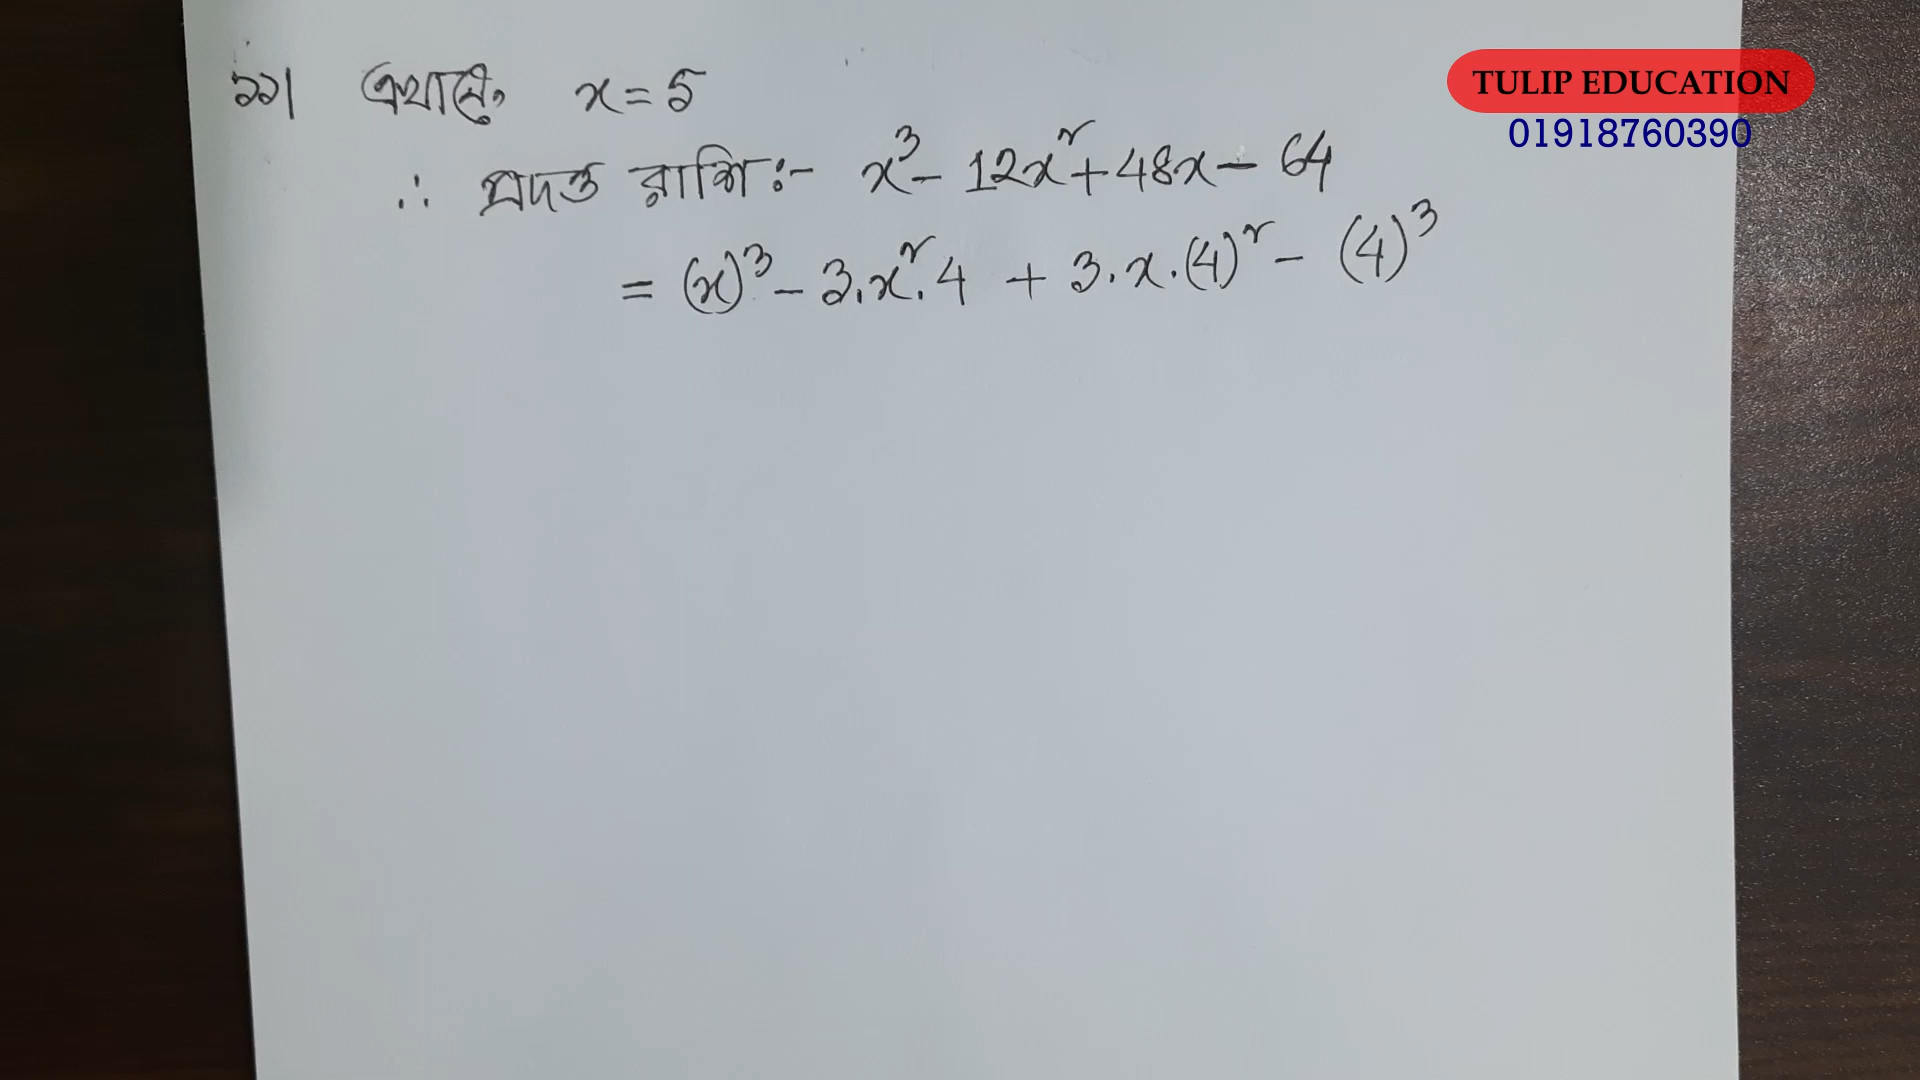 ১১। এখানে, x = 5
∴ প্রদত্ত রাশি :- x³ - 12x² + 48x - 64
= (x)³ - 3.x².4 + 3.x.(4)² - (4)³
TULIP EDUCATION
01918760390